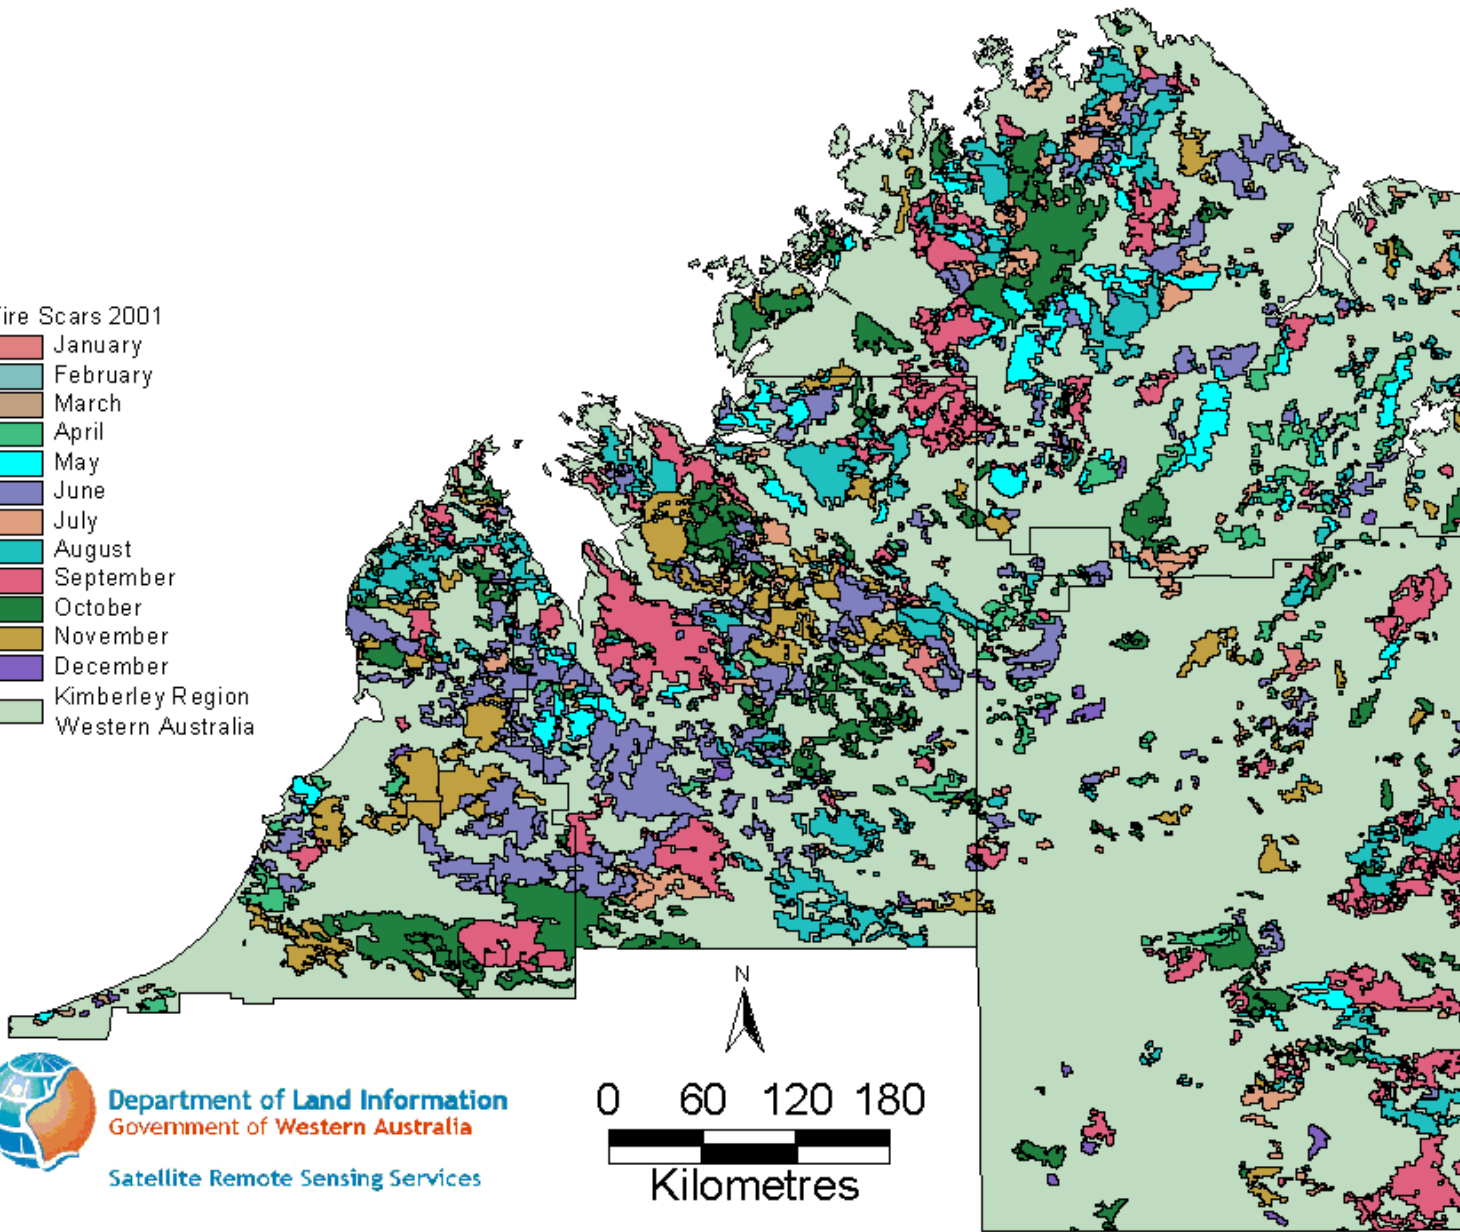 ire Scars 2001
January
February
March
April
May
June
July
August
September
October
November
December
Kimberley Region
Western Australia
N
0 60 120 180
Kilometres
Department of Land Information
Government of Western Australia
Satellite Remote Sensing Services